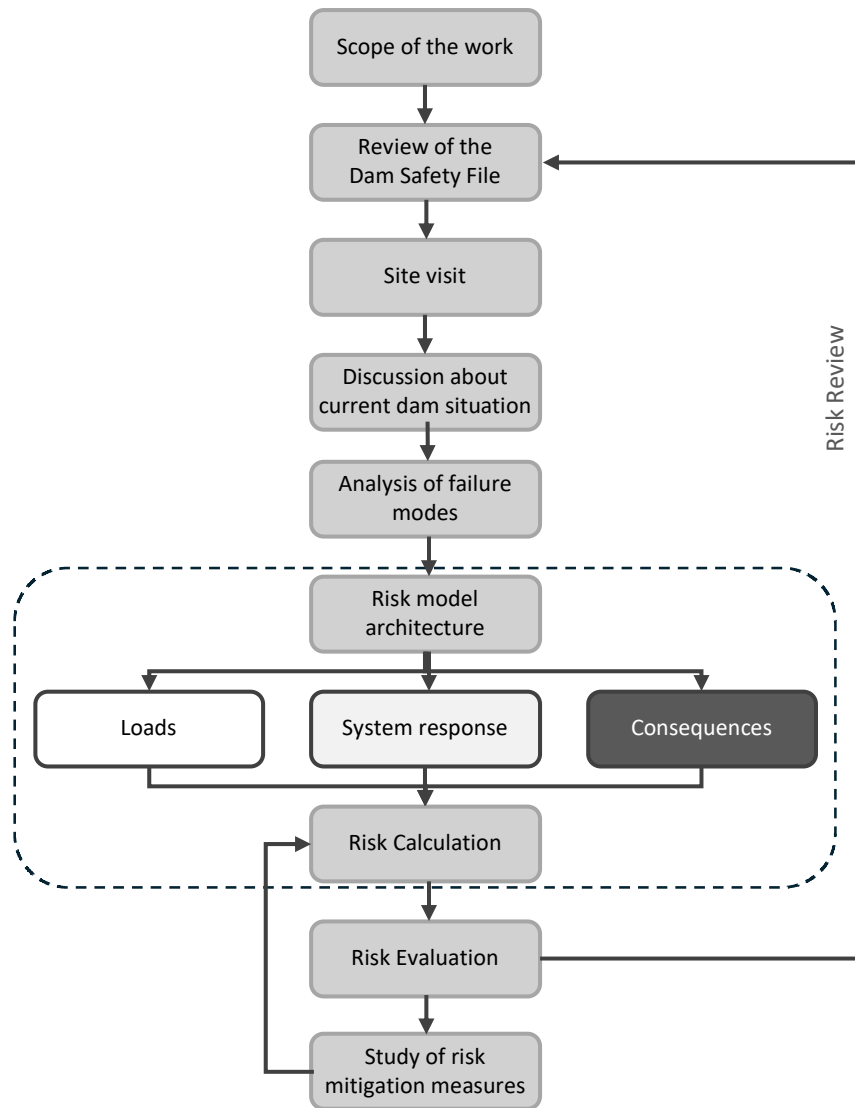 Scope of the work
Review of the
Dam Safety File
Site visit
Risk Review
Discussion about
current dam situation
Analysis of failure
modes
Risk model
architecture
Loads
System response
Consequences
Risk Calculation
Risk Evaluation
Study of risk
mitigation measures